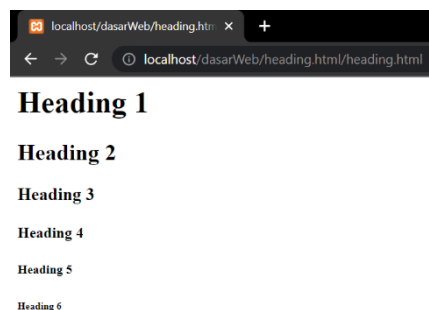 localhost/dasarWeb/heading.htm
localhost/dasarWeb/heading.html/heading.html
Heading 1
Heading 2
Heading 3
Heading 4
Heading 5
Heading 6